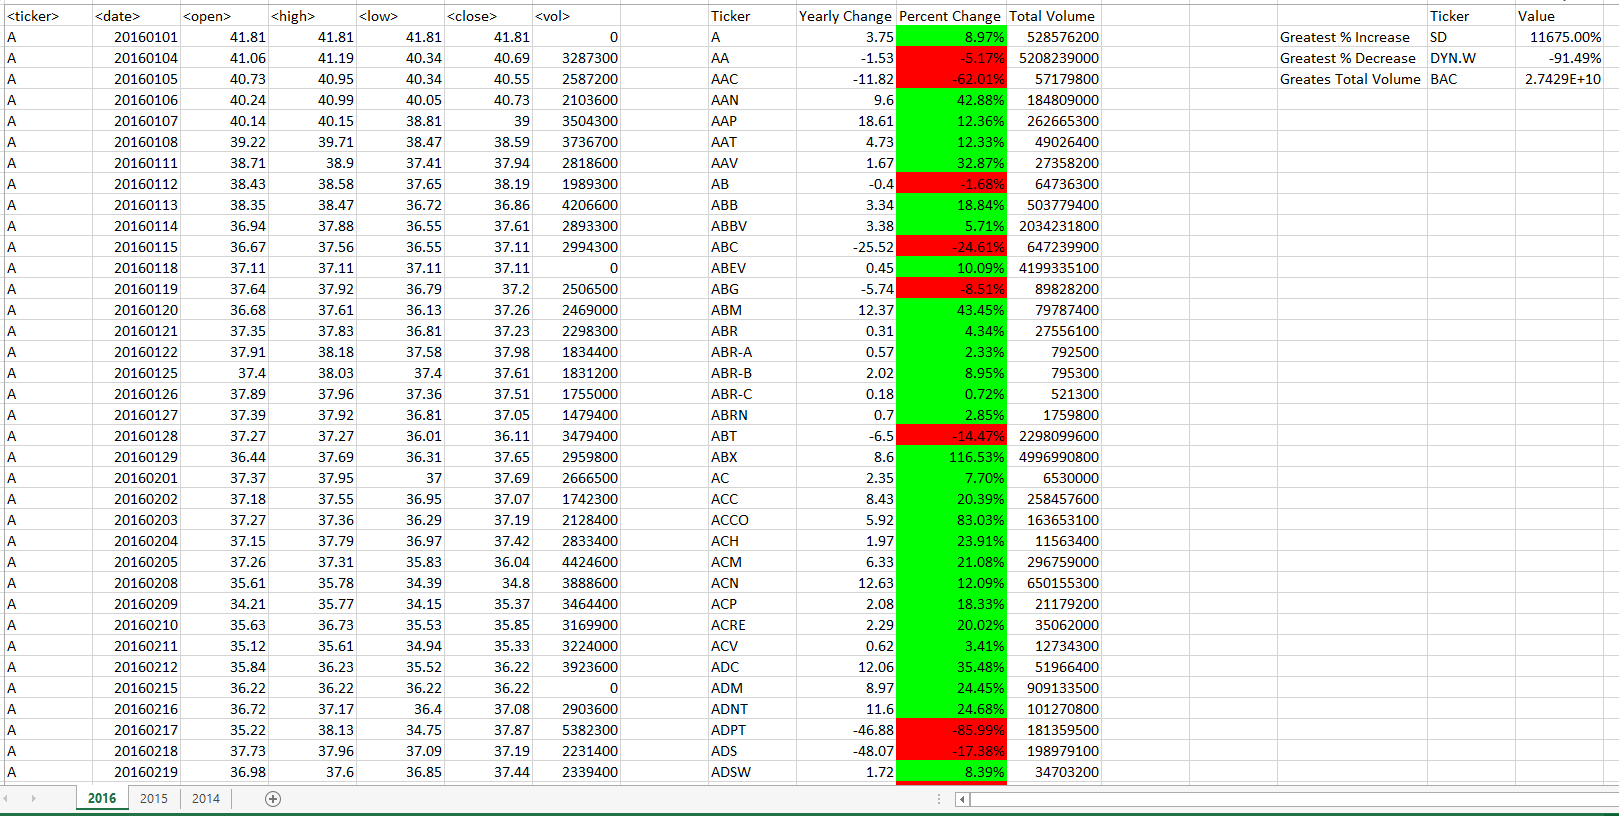 <ticker> <date> <open> <high> <low> <close> <vol> Ticker Yearly Change Percent Change Total Volume Ticker Value
A 20160101 41.81 41.81 41.81 41.81 0 A 3.75 8.97% 528576200 Greatest % Increase SD 11675.00%
A 20160104 41.06 41.19 40.34 40.69 3287300 AA -1.53 -5.17% 5208239000 Greatest % Decrease DYN.W -91.49%
A 20160105 40.73 40.95 40.34 40.55 2587200 AAC -11.82 -62.01% 57179800 Greates Total Volume BAC 2.7429E+10
A 20160106 40.24 40.99 40.05 40.73 2103600 AAN 9.6 42.88% 184809000
A 20160107 40.14 40.15 38.81 39 3504300 AAP 18.61 12.36% 262665300
A 20160108 39.22 39.71 38.47 38.59 3736700 AAT 4.73 12.33% 49026400
A 20160111 38.71 38.9 37.41 37.94 2818600 AAV 1.67 32.87% 27358200
A 20160112 38.43 38.58 37.65 38.19 1989300 AB -0.4 -1.68% 64736300
A 20160113 38.35 38.47 36.72 36.86 4206600 ABB 3.34 18.84% 503779400
A 20160114 36.94 37.88 36.55 37.61 2893300 ABBV 3.38 5.71% 2034231800
A 20160115 36.67 37.56 36.55 37.11 2994300 ABC -25.52 -24.61% 647239900
A 20160118 37.11 37.11 37.11 37.11 0 ABEV 0.45 10.09% 4199335100
A 20160119 37.64 37.92 36.79 37.2 2506500 ABG -5.74 -8.51% 89828200
A 20160120 36.68 37.61 36.13 37.26 2469000 ABM 12.37 43.45% 79787400
A 20160121 37.35 37.83 36.81 37.23 2298300 ABR 0.31 4.34% 27556100
A 20160122 37.91 38.18 37.58 37.98 1834400 ABR-A 0.57 2.33% 792500
A 20160125 37.4 38.03 37.4 37.61 1831200 ABR-B 2.02 8.95% 795300
A 20160126 37.89 37.96 37.36 37.51 1755000 ABR-C 0.18 0.72% 521300
A 20160127 37.39 37.92 36.81 37.05 1479400 ABRN 0.7 2.85% 1759800
A 20160128 37.27 37.27 36.01 36.11 3479400 ABT -6.5 -14.47% 2298099600
A 20160129 36.44 37.69 36.31 37.65 2959800 ABX 8.6 116.53% 4996990800
A 20160201 37.37 37.95 37 37.69 2666500 AC 2.35 7.70% 6530000
A 20160202 37.18 37.55 36.95 37.07 1742300 ACC 8.43 20.39% 258457600
A 20160203 37.27 37.36 36.29 37.19 2128400 ACCO 5.92 83.03% 163653100
A 20160204 37.15 37.79 36.97 37.42 2833400 ACH 1.97 23.91% 11563400
A 20160205 37.26 37.31 35.83 36.04 4424600 ACM 6.33 21.08% 296759000
A 20160208 35.61 35.78 34.39 34.8 3888600 ACN 12.63 12.09% 650155300
A 20160209 34.21 35.77 34.15 35.37 3464400 ACP 2.08 18.33% 21179200
A 20160210 35.63 36.73 35.53 35.85 3169900 ACRE 2.29 20.02% 35062000
A 20160211 35.12 35.61 34.94 35.33 3224000 ACV 0.62 3.41% 12734300
A 20160212 35.84 36.23 35.52 36.22 3923600 ADC 12.06 35.48% 51966400
A 20160215 36.22 36.22 36.22 36.22 0 ADM 8.97 24.45% 909133500
A 20160216 36.72 37.17 36.4 37.08 2903600 ADNT 11.6 24.68% 101270800
A 20160217 35.22 38.13 34.75 37.87 5382300 ADPT -46.88 -85.99% 181359500
A 20160218 37.73 37.96 37.09 37.19 2231400 ADS -48.07 -17.38% 198979100
A 20160219 36.98 37.6 36.85 37.44 2339400 ADSW 1.72 8.39% 34703200
2016 2015 2014